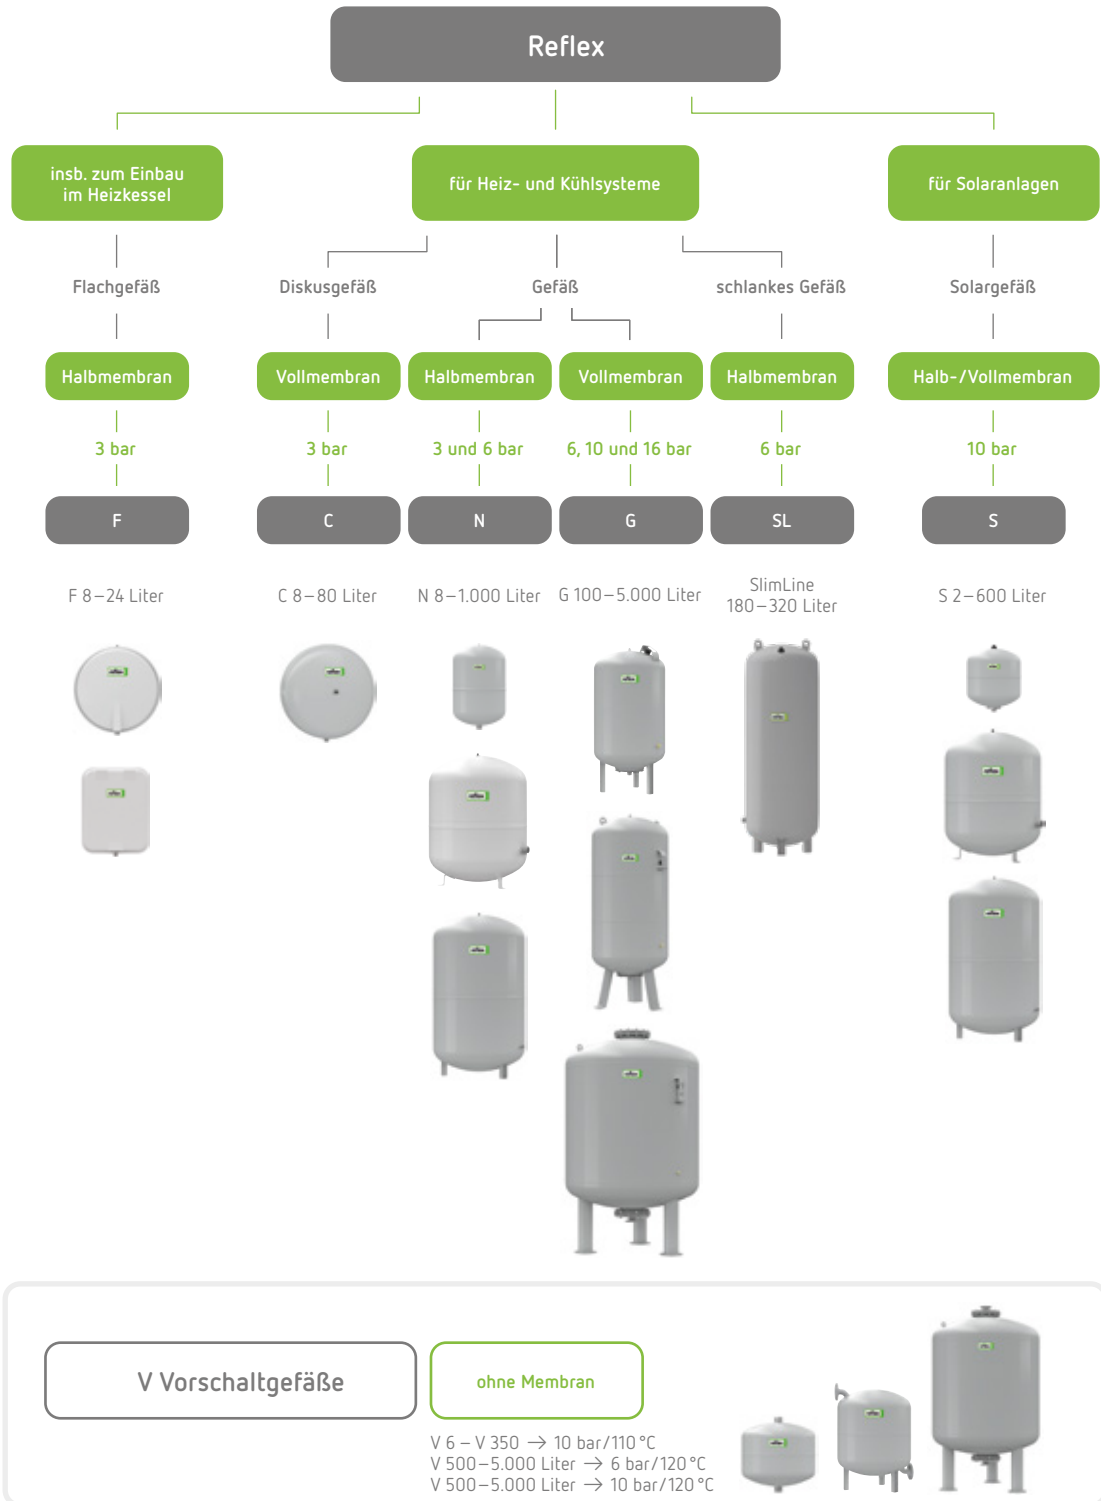 Reflex
insb. zum Einbau
im Heizkessel
für Heiz- und Kühlsysteme
für Solaranlagen
Flachgefäß
Diskusgefäß
Gefäß
schlankes Gefäß
Solargefäß
Halbmembran
Vollmembran
Halbmembran
Vollmembran
Halbmembran
Halb-/Vollmembran
3 bar
3 bar
3 und 6 bar
6, 10 und 16 bar
6 bar
10 bar
F
C
N
G
SL
S
F 8–24 Liter
C 8–80 Liter
N 8–1.000 Liter
G 100–5.000 Liter
SlimLine
180–320 Liter
S 2–600 Liter
V Vorschaltgefäße
ohne Membran
V 6 – V 350 → 10 bar/110 °C
V 500–5.000 Liter → 6 bar/120 °C
V 500–5.000 Liter → 10 bar/120 °C